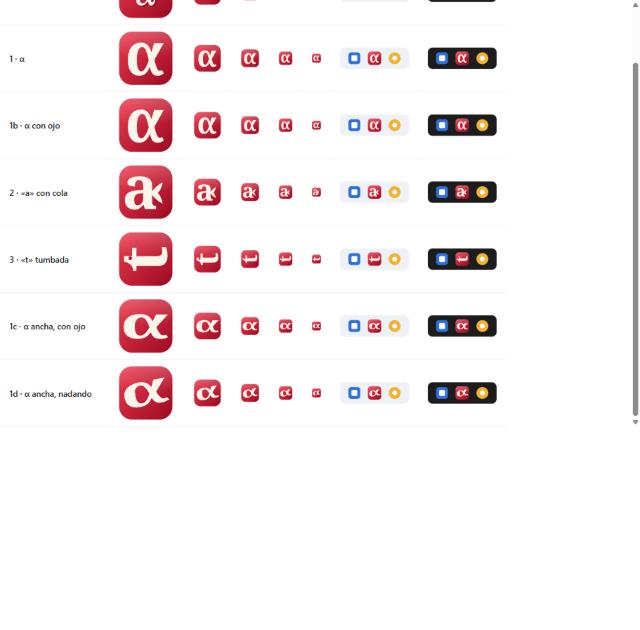 1 · α
α α α α α α α
1b · α con ojo
α α α α α α α
2 · «a» con cola
a a a a a a a
3 · «t» tumbada
t t t t t t t
1c · α ancha, con ojo
α α α α α α α
1d · α ancha, nadando
α α α α α α α